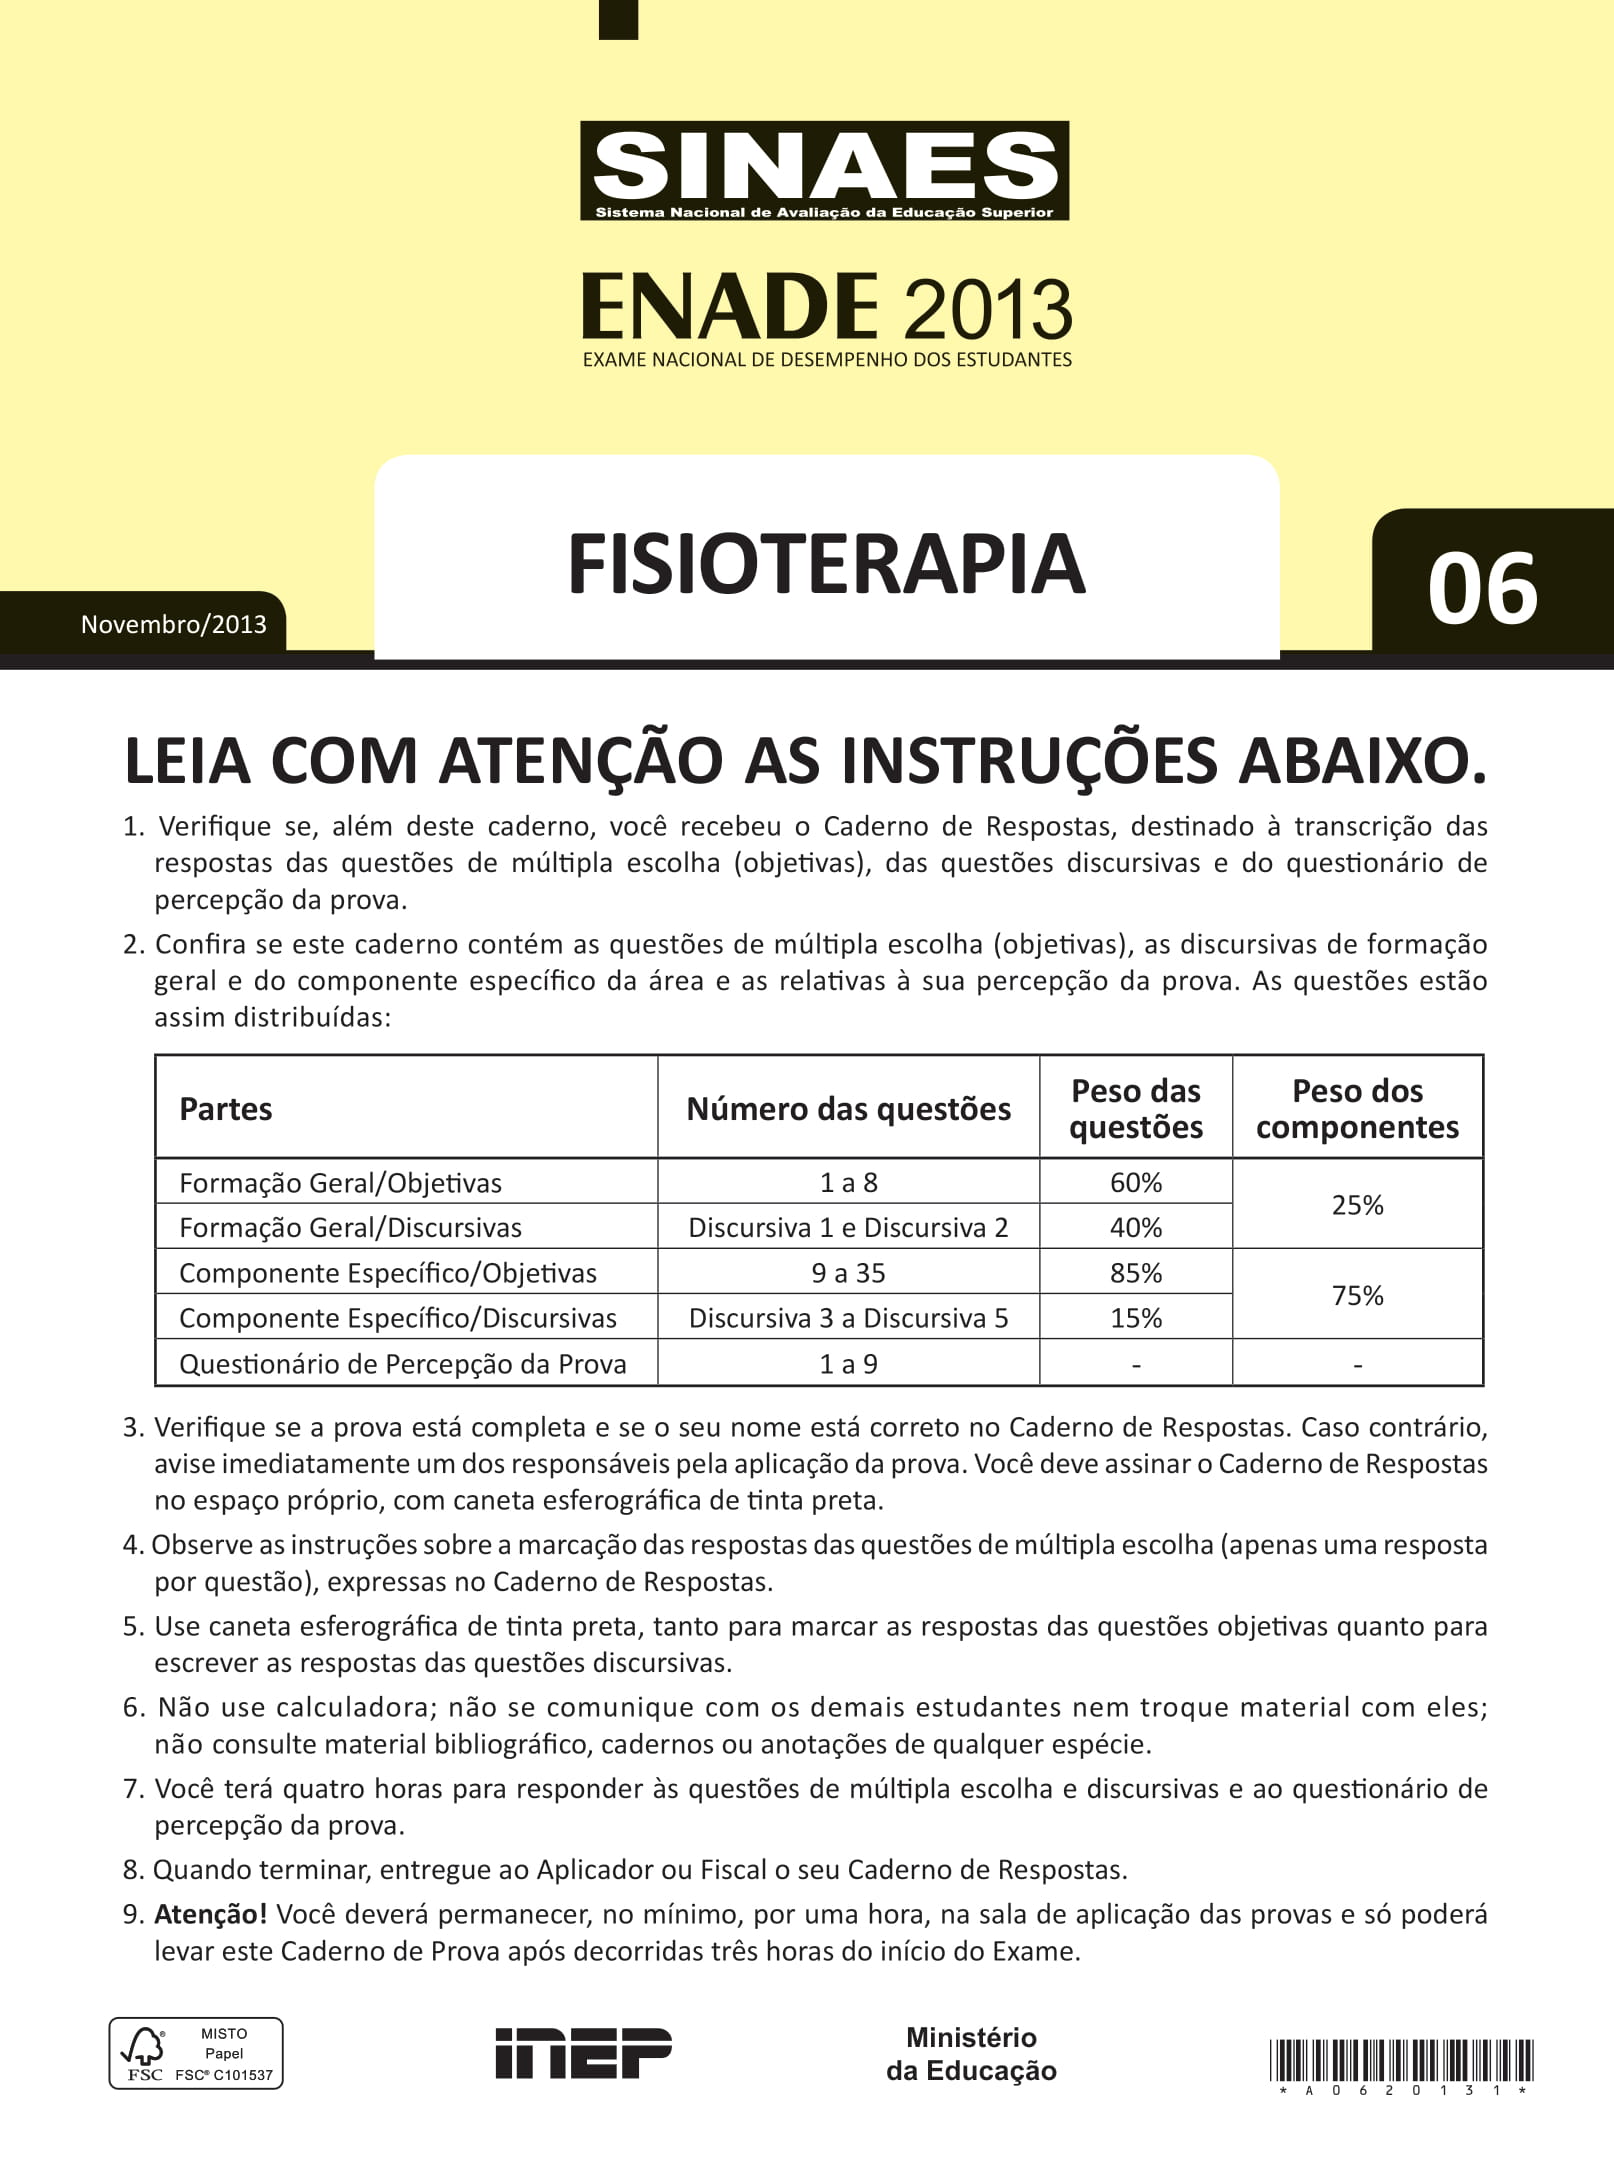 SINAES
Sistema Nacional de Avaliação da Educação Superior
ENADE 2013
EXAME NACIONAL DE DESEMPENHO DOS ESTUDANTES
FISIOTERAPIA
06
Novembro/2013
LEIA COM ATENÇÃO AS INSTRUÇÕES ABAIXO.
1. Verifique se, além deste caderno, você recebeu o Caderno de Respostas, destinado à transcrição das
respostas das questões de múltipla escolha (objetivas), das questões discursivas e do questionário de
percepção da prova.
2. Confira se este caderno contém as questões de múltipla escolha (objetivas), as discursivas de formação
geral e do componente específico da área e as relativas à sua percepção da prova. As questões estão
assim distribuídas:
Partes Número das questões Peso das questões Peso dos componentes
Formação Geral/Objetivas 1 a 8 60% 25%
Formação Geral/Discursivas Discursiva 1 e Discursiva 2 40%
Componente Específico/Objetivas 9 a 35 85% 75%
Componente Específico/Discursivas Discursiva 3 a Discursiva 5 15%
Questionário de Percepção da Prova 1 a 9 - -
3. Verifique se a prova está completa e se o seu nome está correto no Caderno de Respostas. Caso contrário,
avise imediatamente um dos responsáveis pela aplicação da prova. Você deve assinar o Caderno de Respostas
no espaço próprio, com caneta esferográfica de tinta preta.
4. Observe as instruções sobre a marcação das respostas das questões de múltipla escolha (apenas uma resposta
por questão), expressas no Caderno de Respostas.
5. Use caneta esferográfica de tinta preta, tanto para marcar as respostas das questões objetivas quanto para
escrever as respostas das questões discursivas.
6. Não use calculadora; não se comunique com os demais estudantes nem troque material com eles;
não consulte material bibliográfico, cadernos ou anotações de qualquer espécie.
7. Você terá quatro horas para responder às questões de múltipla escolha e discursivas e ao questionário de
percepção da prova.
8. Quando terminar, entregue ao Aplicador ou Fiscal o seu Caderno de Respostas.
9. Atenção! Você deverá permanecer, no mínimo, por uma hora, na sala de aplicação das provas e só poderá
levar este Caderno de Prova após decorridas três horas do início do Exame.
®
FSC
MISTO
Papel
FSC® C101537
INEP
Ministério
da Educação
* A 0 6 2 0 1 3 1 *